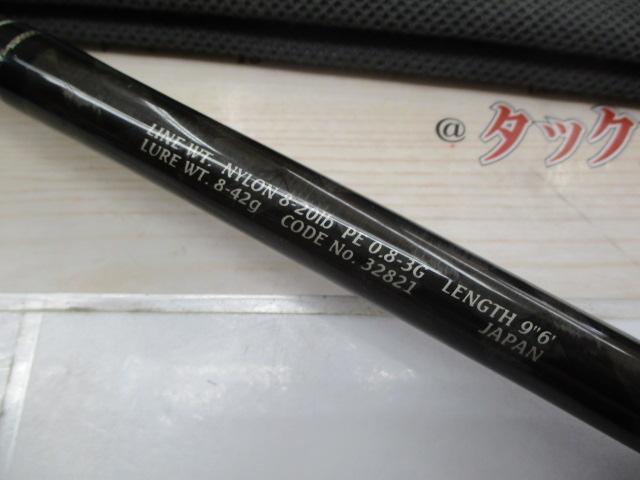 @ タック
LINE WT. NYLON 8-20lb PE 0.8-3G LENGTH 9"6'
LURE WT. 8-42g CODE No. 32821 JAPAN